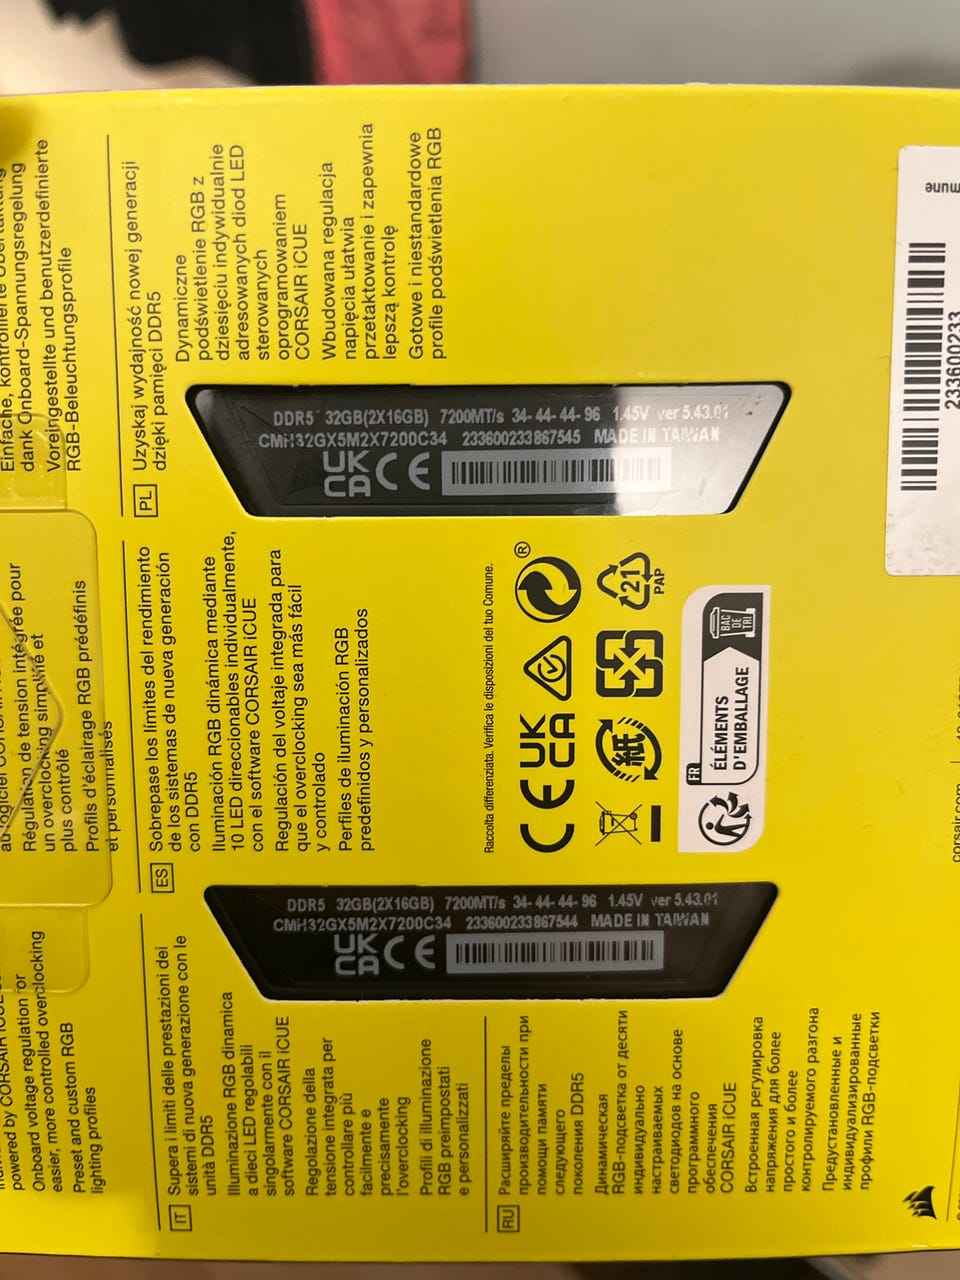 powered by CORSAIR iCUE
Onboard voltage regulation for
easier, more controlled overclocking
Preset and custom RGB
lighting profiles
Régulation de tension intégrée pour
un overclocking simplifié et
plus contrôlé
Profils d'éclairage RGB prédéfinis
et personnalisés
Einfache, kontrollierte
dank Onboard-Spannungsregelung
Voreingestellte und benutzerdefinierte
RGB-Beleuchtungsprofile
IT
Supera i limiti delle prestazioni dei
sistemi di nuova generazione con le
unità DDR5
Illuminazione RGB dinamica
a dieci LED regolabili
singolarmente con il
software CORSAIR iCUE
Regolazione della
tensione integrata per
controllare più
facilmente e
precisamente
l'overclocking
Profili di illuminazione
RGB preimpostati
e personalizzati
ES
Sobrepase los límites del rendimiento
de los sistemas de nueva generación
con DDR5
Iluminación RGB dinámica mediante
10 LED direccionables individualmente,
con el software CORSAIR iCUE
Regulación del voltaje integrada para
que el overclocking sea más fácil
y controlado
Perfiles de iluminación RGB
predefinidos y personalizados
PL
Uzyskaj wydajność nowej generacji
dzięki pamięci DDR5
Dynamiczne
podświetlenie RGB z
dziesięciu indywidualnie
adresowanych diod LED
sterowanych
oprogramowaniem
CORSAIR iCUE
Wbudowana regulacja
napięcia ułatwia
przetaktowanie i zapewnia
lepszą kontrolę
Gotowe i niestandardowe
profile podświetlenia RGB
DDR5 32GB(2X16GB) 7200MT/s 34-44-44-96 1.45V ver 5.43.01
CMH32GX5M2X7200C34 233600233867545 MADE IN TAIWAN
UK
CA CE
DDR5 32GB(2X16GB) 7200MT/s 34-44-44-96 1.45V ver 5.43.01
CMH32GX5M2X7200C34 233600233867544 MADE IN TAIWAN
UK
CA CE
RU
Расширяйте пределы
производительности при
помощи памяти
следующего
поколения DDR5
Динамическая
RGB-подсветка от десяти
индивидуально
настраиваемых
светодиодов на основе
программного
обеспечения
CORSAIR iCUE
Встроенная регулировка
напряжения для более
простого и более
контролируемого разгона
Предустановленные и
индивидуализированные
профили RGB-подсветки
Raccolta differenziata. Verifica le disposizioni del tuo Comune.
CE UK
CA
®
紙
21
PAP
FR
ÉLÉMENTS
D'EMBALLAGE
BAC
DE
TRI
corsair.com
mune
233600233